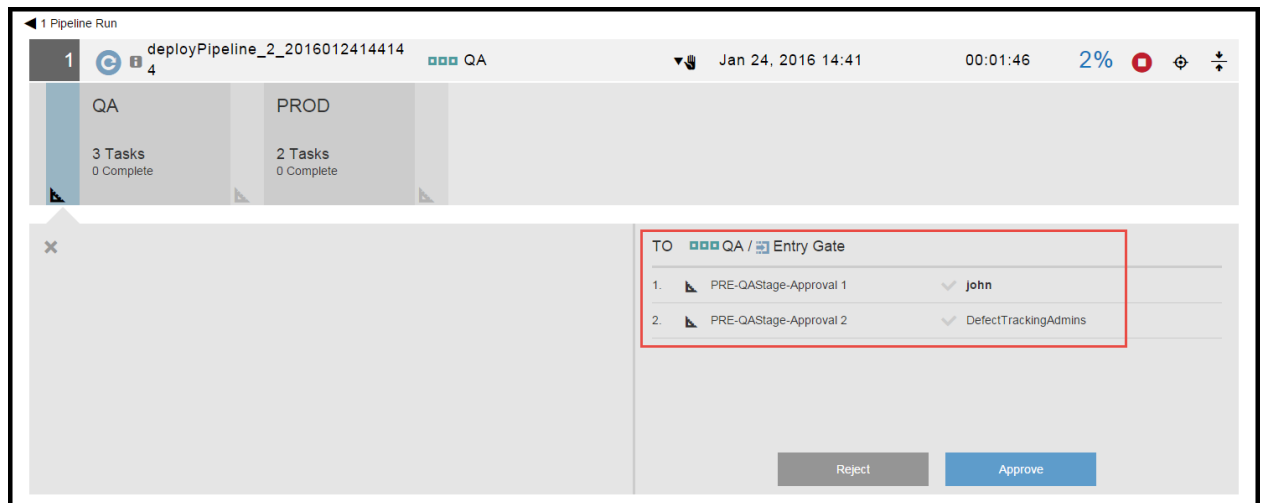 1 Pipeline Run
1 deployPipeline_2_2016012414414 QA Jan 24, 2016 14:41 00:01:46 2%
4
QA PROD
3 Tasks 2 Tasks
0 Complete 0 Complete
TO QA / Entry Gate
1. PRE-QAStage-Approval 1 john
2. PRE-QAStage-Approval 2 DefectTrackingAdmins
Reject Approve